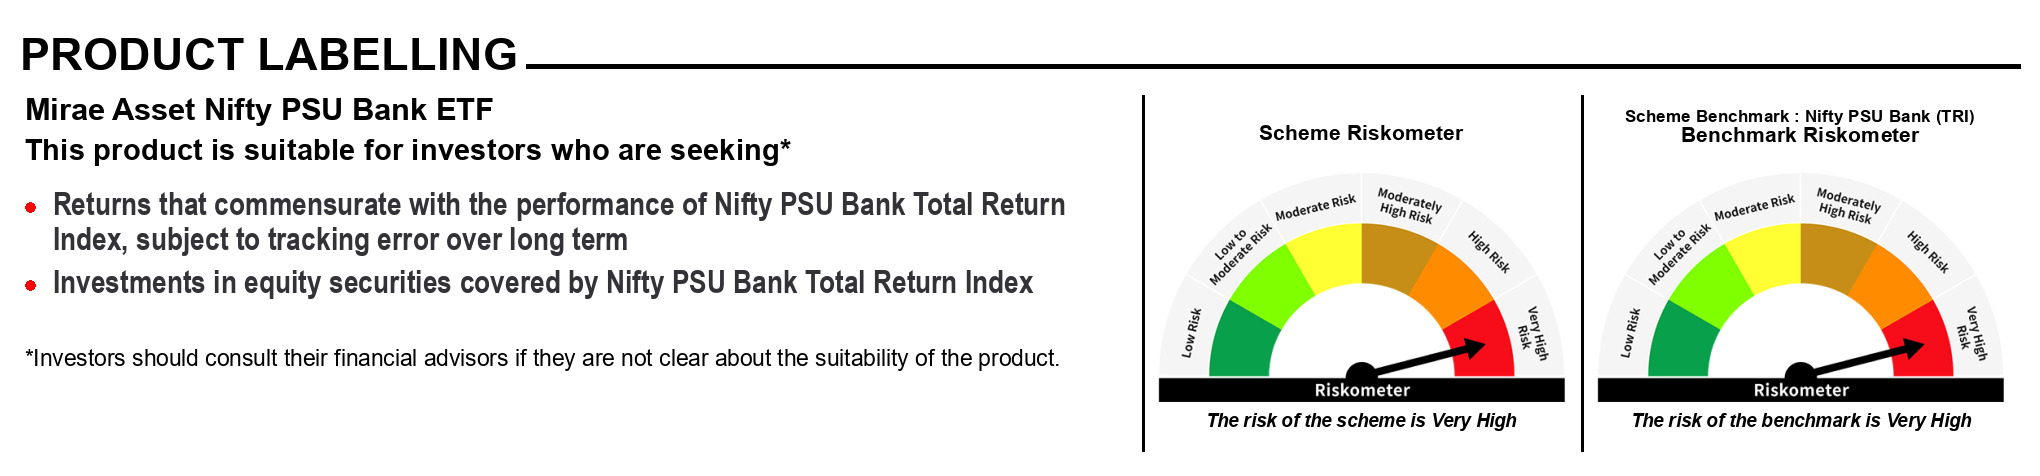 PRODUCT LABELLING
Mirae Asset Nifty PSU Bank ETF
This product is suitable for investors who are seeking*
• Returns that commensurate with the performance of Nifty PSU Bank Total Return
Index, subject to tracking error over long term
• Investments in equity securities covered by Nifty PSU Bank Total Return Index
*Investors should consult their financial advisors if they are not clear about the suitability of the product.
Scheme Riskometer
Low Risk
Low to
Moderate Risk
Moderate Risk
Moderately
High Risk
High Risk
Very High
Risk
Riskometer
The risk of the scheme is Very High
Scheme Benchmark : Nifty PSU Bank (TRI)
Benchmark Riskometer
Low Risk
Low to
Moderate Risk
Moderate Risk
Moderately
High Risk
High Risk
Very High
Risk
Riskometer
The risk of the benchmark is Very High